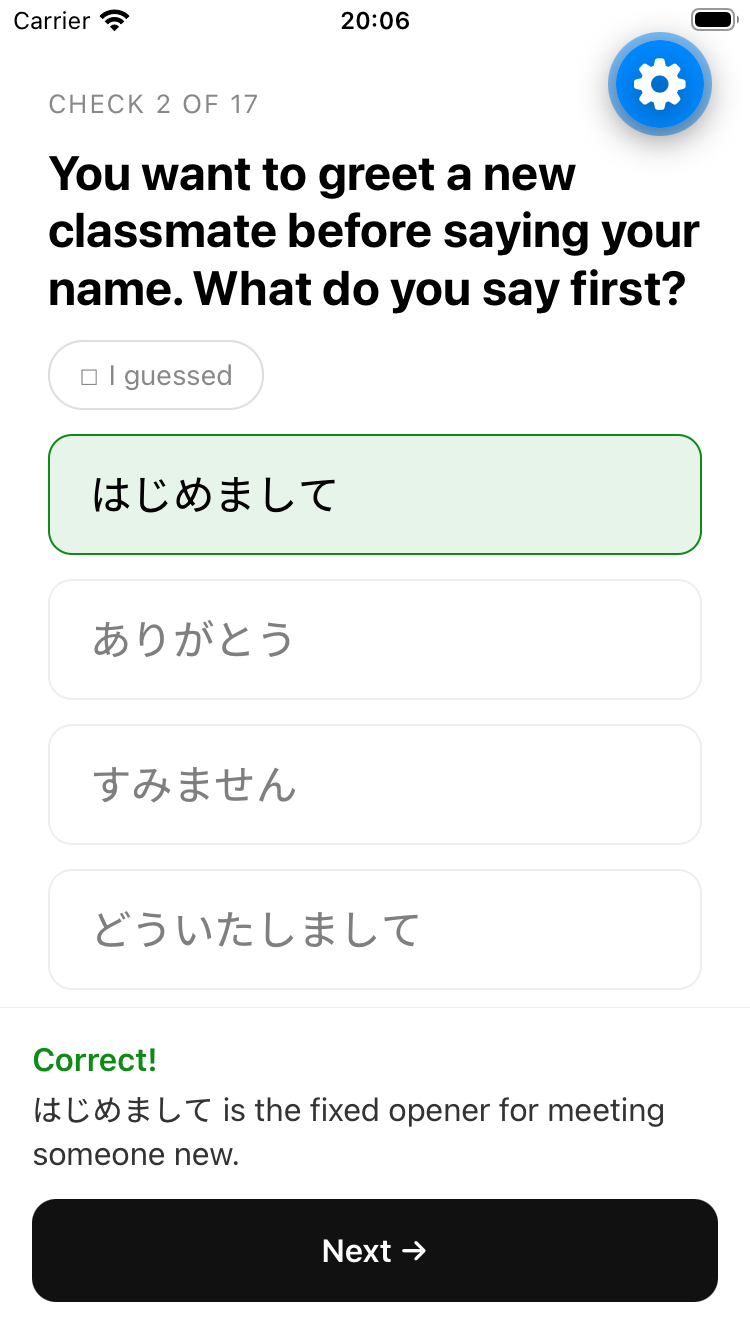 Carrier 20:06
CHECK 2 OF 17
You want to greet a new
classmate before saying your
name. What do you say first?
□ I guessed
はじめまして
ありがとう
すみません
どういたしまして
Correct!
はじめまして is the fixed opener for meeting
someone new.
Next →